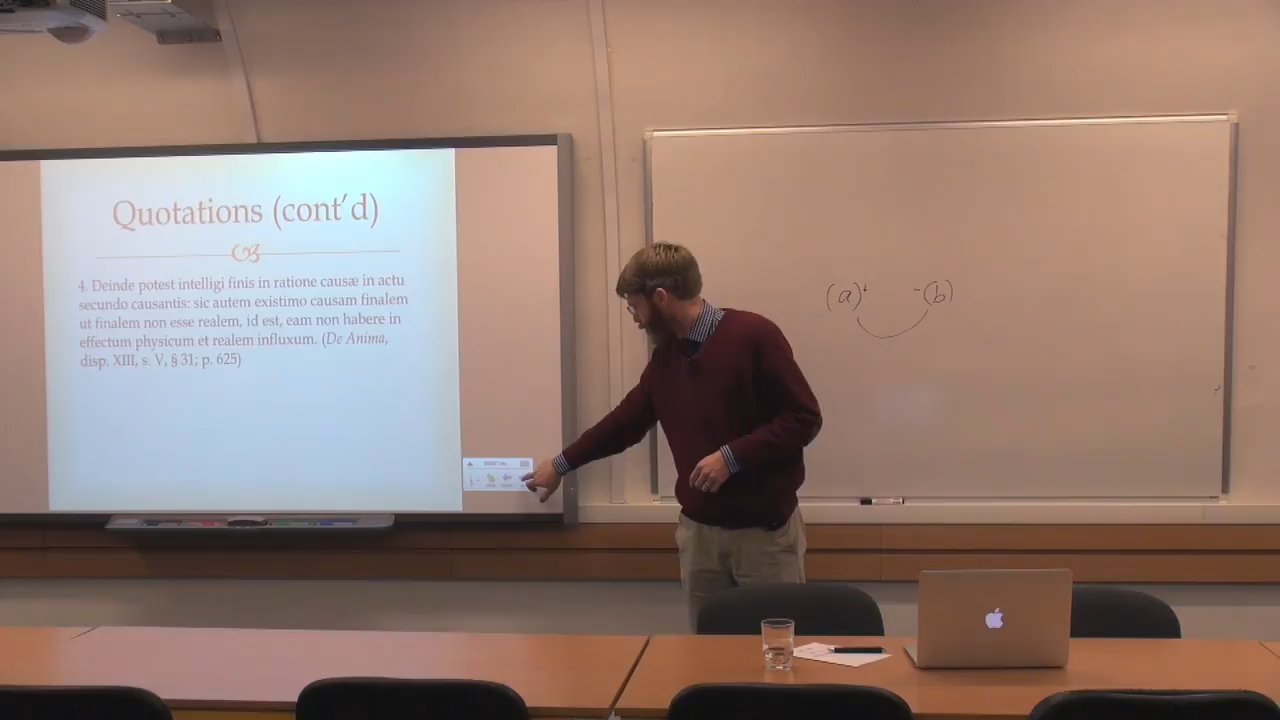 Quotations (cont'd)
4. Deinde potest intelligi finis in ratione causæ in actu
secundo causantis: sic autem existimo causam finalem
ut finalem non esse realem, id est, eam non habere in
effectum physicum et realem influxum. (De Anima,
disp. XIII, s. V, § 31; p. 625)
(a)
(b)